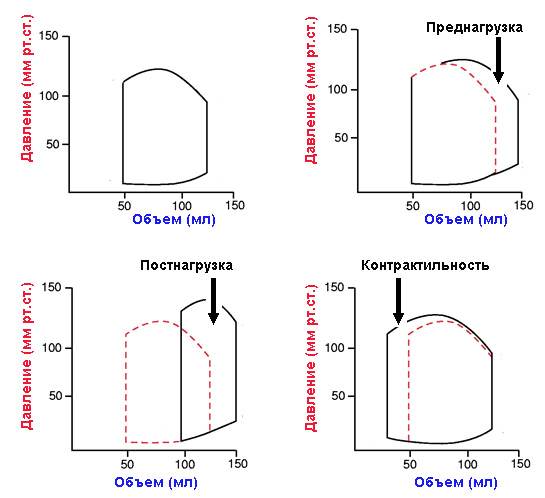 150
100
50
Давление (мм рт.ст.)
50 100 150
Объем (мл)
Преднагрузка
150
100
50
Давление (мм рт.ст.)
50 100 150
Объем (мл)
Постнагрузка
150
100
50
Давление (мм рт.ст.)
50 100 150
Объем (мл)
Контрактильность
150
100
50
Давление (мм рт.ст.)
50 100 150
Объем (мл)